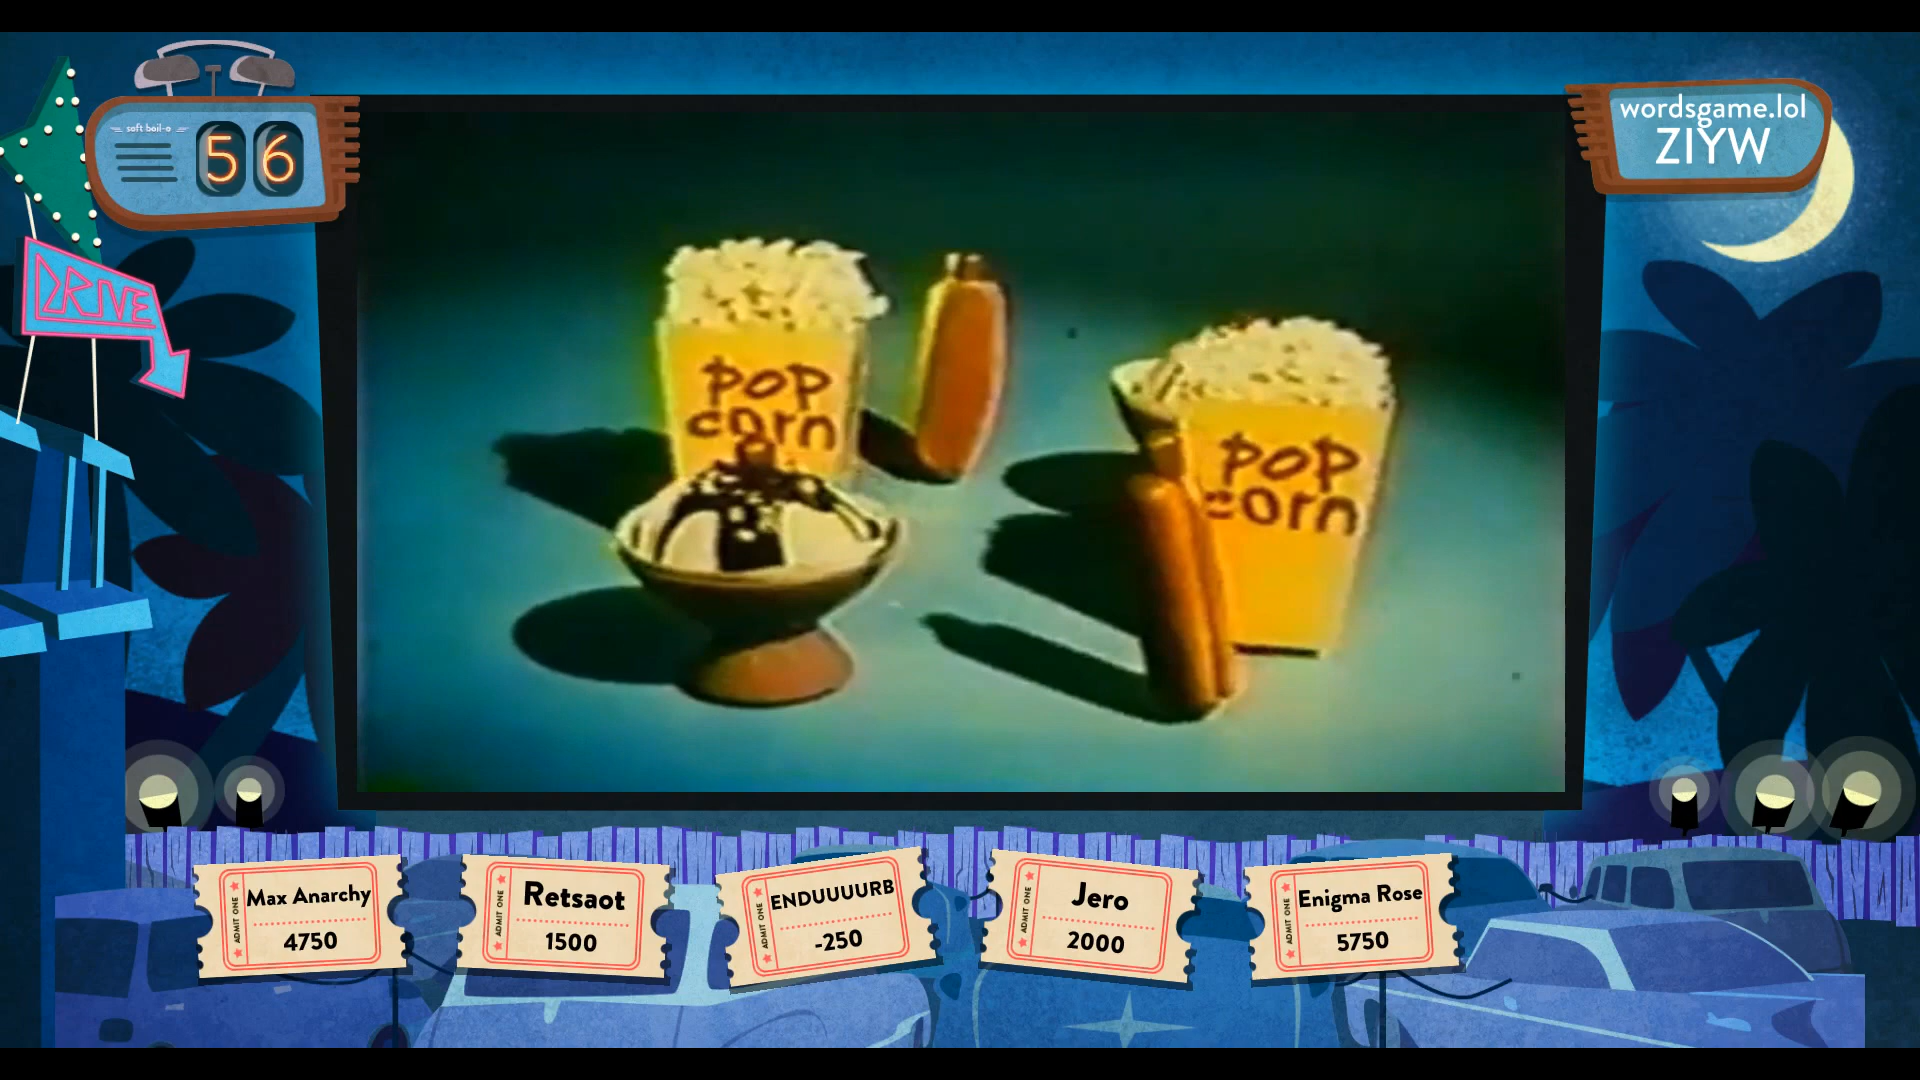 soft boil-o
56
wordsgame.lol
ZIYW
DRIVE
pop
corn
pop
corn
ADMIT ONE
Max Anarchy
4750
ADMIT ONE
Retsaot
1500
ADMIT ONE
ENDUUUURB
-250
ADMIT ONE
Jero
2000
ADMIT ONE
Enigma Rose
5750